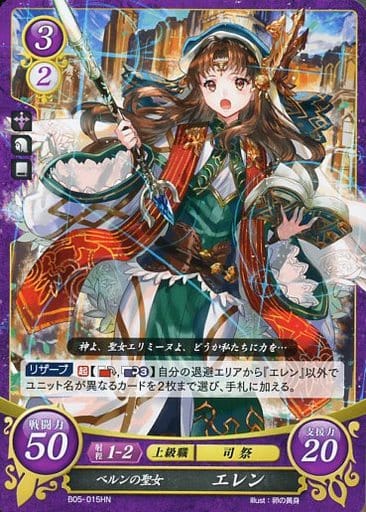 3
2
神よ、聖女エリミーヌよ、どうか私たちに力を…
リザーブ 起【,3】自分の退避エリアから『エレン』以外で
ユニット名が異なるカードを2枚まで選び、手札に加える。
戦闘力 50
射程 1-2 上級職 司祭
支援力 20
ベルンの聖女 エレン
B05-015HN
Illust:卵の黄身